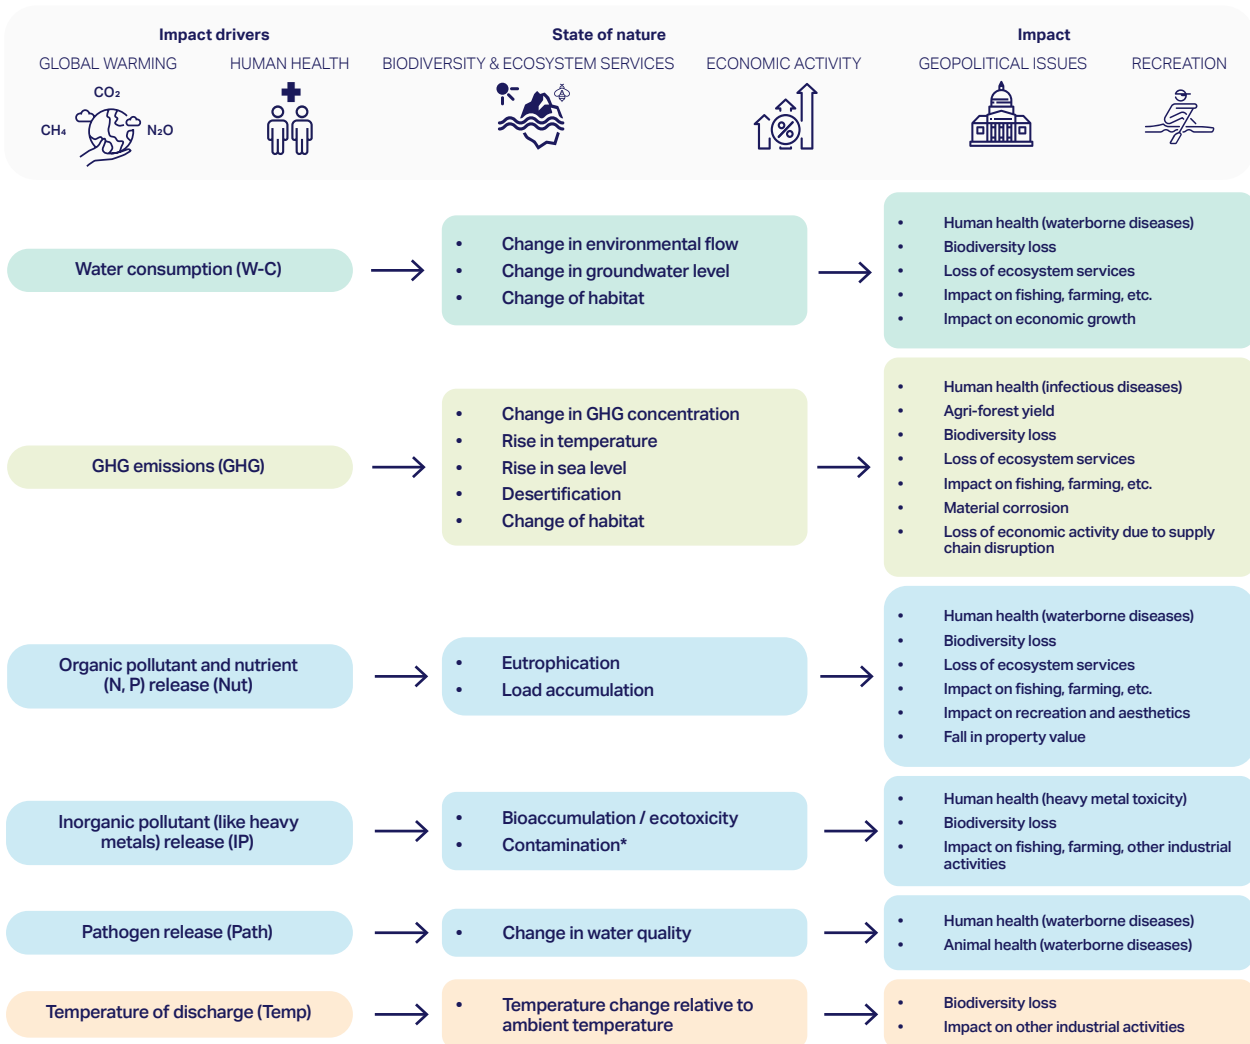 Impact drivers
State of nature
Impact
GLOBAL WARMING
HUMAN HEALTH
BIODIVERSITY & ECOSYSTEM SERVICES
ECONOMIC ACTIVITY
GEOPOLITICAL ISSUES
RECREATION
CO₂
CH₄
N₂O
%
Water consumption (W-C)
• Change in environmental flow
• Change in groundwater level
• Change of habitat
• Human health (waterborne diseases)
• Biodiversity loss
• Loss of ecosystem services
• Impact on fishing, farming, etc.
• Impact on economic growth
GHG emissions (GHG)
• Change in GHG concentration
• Rise in temperature
• Rise in sea level
• Desertification
• Change of habitat
• Human health (infectious diseases)
• Agri-forest yield
• Biodiversity loss
• Loss of ecosystem services
• Impact on fishing, farming, etc.
• Material corrosion
• Loss of economic activity due to supply
chain disruption
Organic pollutant and nutrient
(N, P) release (Nut)
• Eutrophication
• Load accumulation
• Human health (waterborne diseases)
• Biodiversity loss
• Loss of ecosystem services
• Impact on fishing, farming, etc.
• Impact on recreation and aesthetics
• Fall in property value
Inorganic pollutant (like heavy
metals) release (IP)
• Bioaccumulation / ecotoxicity
• Contamination*
• Human health (heavy metal toxicity)
• Biodiversity loss
• Impact on fishing, farming, other industrial
activities
Pathogen release (Path)
• Change in water quality
• Human health (waterborne diseases)
• Animal health (waterborne diseases)
Temperature of discharge (Temp)
• Temperature change relative to
ambient temperature
• Biodiversity loss
• Impact on other industrial activities